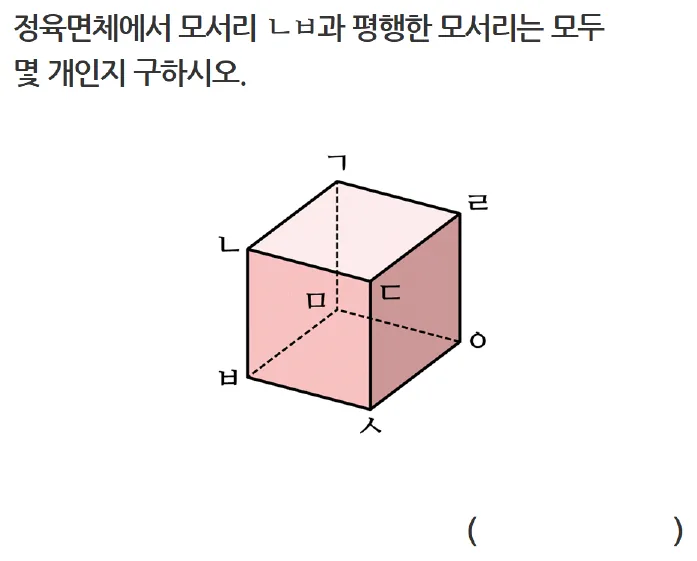 정육면체에서 모서리 ㄴㅂ과 평행한 모서리는 모두
몇 개인지 구하시오.
ㄱ
ㄹ
ㄴ
ㅁ
ㄷ
ㅇ
ㅂ
ㅅ
( )